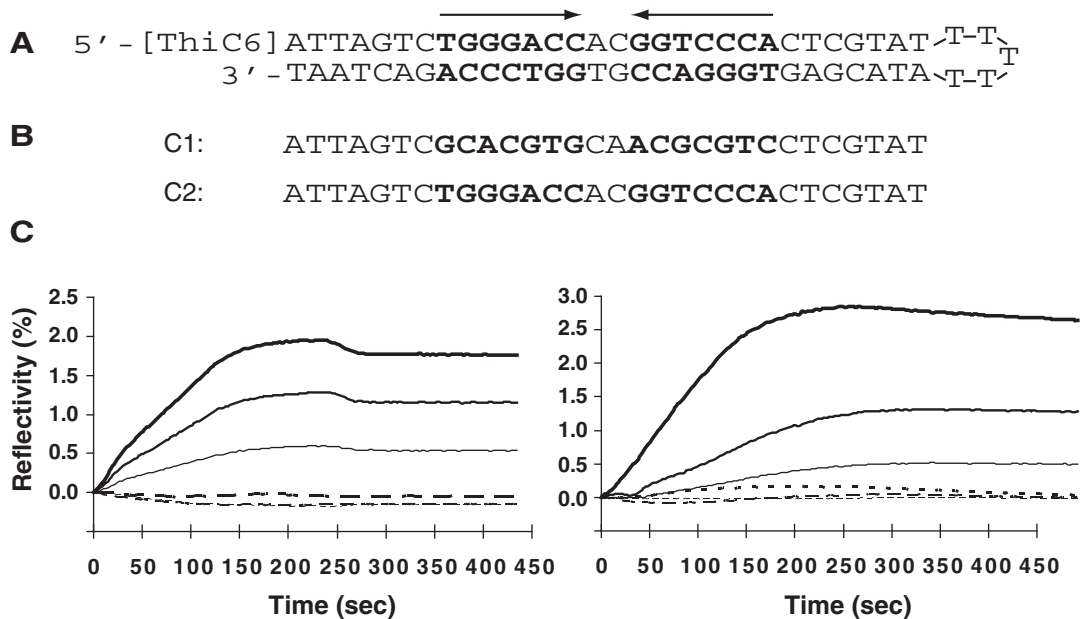 A 5'-[ThiC6]ATTAGTCTGGGACCACGGTCCCACTCGTAT T-T
T
3'-TAATCAGACCCTGGTGCCAGGGTGAGCATA T-T
B
C1: ATTAGTCGCACGTGCAACGCGTCCTCGTAT
C2: ATTAGTCTGGGACCACGGTCCCACTCGTAT
C
Reflectivity (%)
2.5
2.0
1.5
1.0
0.5
0.0
0 50 100 150 200 250 300 350 400 450
Time (sec)
3.0
2.5
2.0
1.5
1.0
0.5
0.0
0 50 100 150 200 250 300 350 400 450
Time (sec)